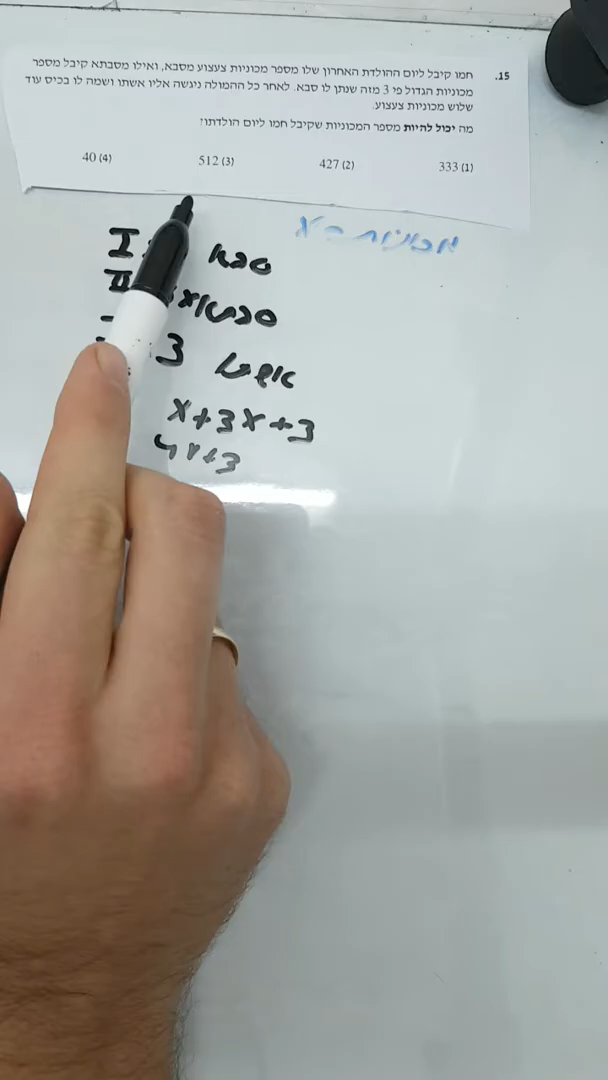 15. חמו קיבל ליום ההולדת האחרון שלו מספר מכוניות צעצוע מסבא, ואילו מסבתא קיבל מספר
מכוניות הגדול פי 3 מזה שנתן לו סבא. לאחר כל ההמולה ניגשה אליו אשתו ושמה לו בכיס עוד
שלוש מכוניות צעצוע.
מה יכול להיות מספר המכוניות שקיבל חמו ליום הולדתו?
(1) 333 (2) 427 (3) 512 (4) 40
מכוניות = x
I סבא
II סבתא
3 אשתו
x+3x+3
4x+3